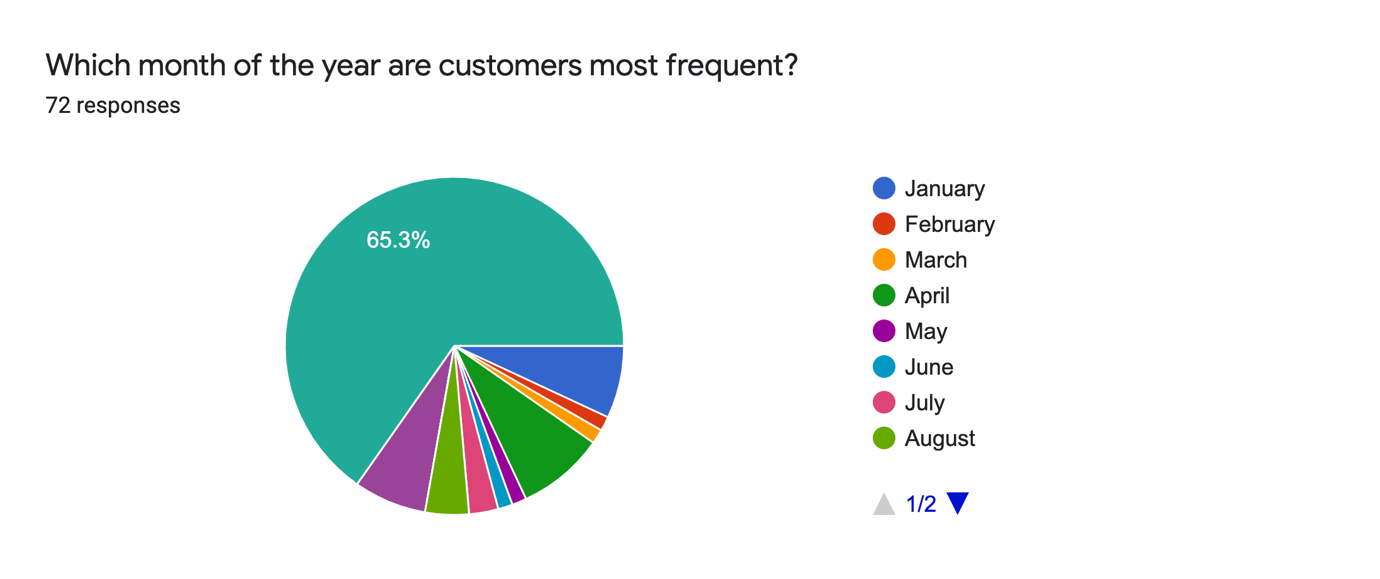 Which month of the year are customers most frequent?
72 responses
65.3%
January
February
March
April
May
June
July
August
1/2